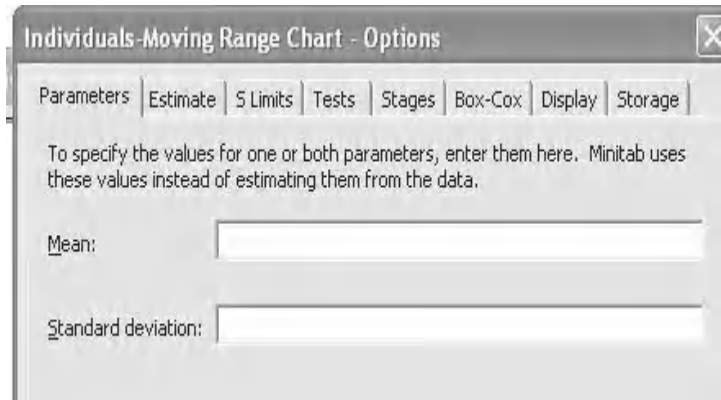 Individuals-Moving Range Chart - Options
Parameters Estimate S Limits Tests Stages Box-Cox Display Storage
To specify the values for one or both parameters, enter them here. Minitab uses
these values instead of estimating them from the data.
Mean:
Standard deviation: